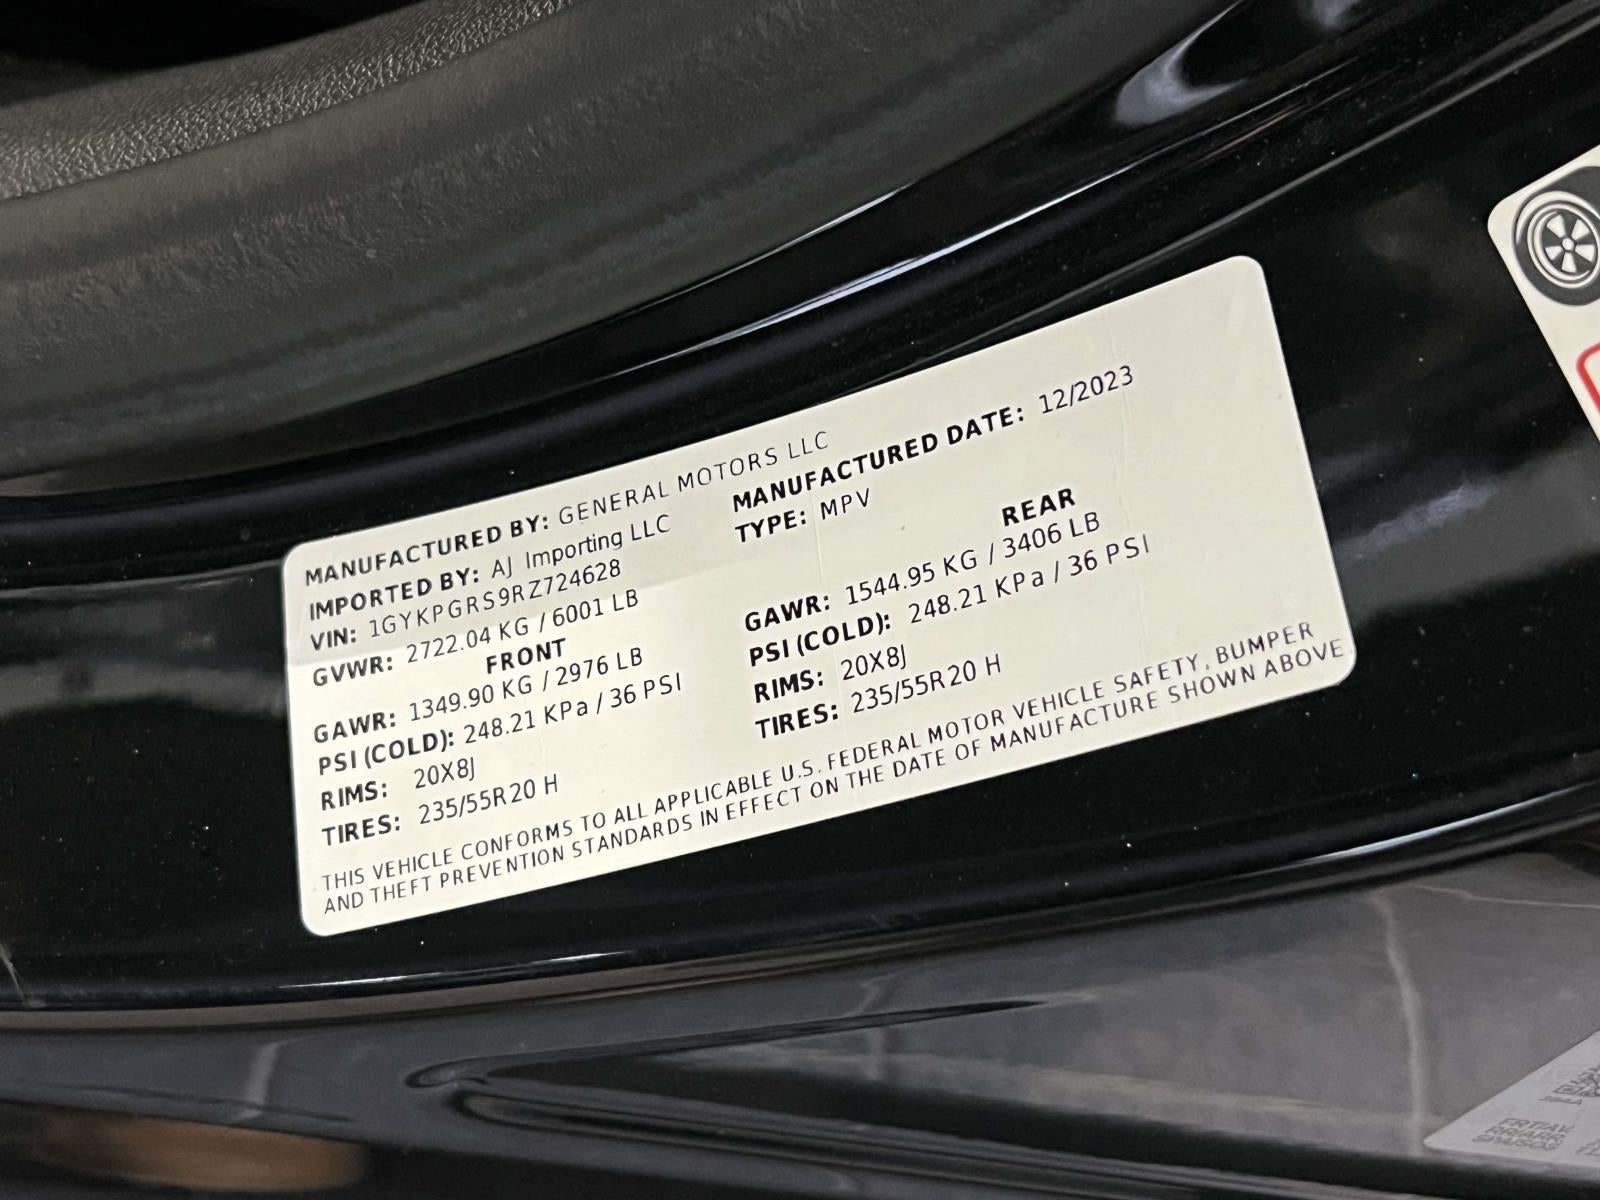 MANUFACTURED BY: GENERAL MOTORS LLC
IMPORTED BY: AJ Importing LLC
MANUFACTURED DATE: 12/2023
VIN: 1GYKPGRS9RZ724628
TYPE: MPV
GVWR: 2722.04 KG / 6001 LB
FRONT
GAWR: 1349.90 KG / 2976 LB
PSI (COLD): 248.21 KPa / 36 PSI
RIMS: 20X8J
TIRES: 235/55R20 H
REAR
GAWR: 1544.95 KG / 3406 LB
PSI (COLD): 248.21 KPa / 36 PSI
RIMS: 20X8J
TIRES: 235/55R20 H
THIS VEHICLE CONFORMS TO ALL APPLICABLE U.S. FEDERAL MOTOR VEHICLE SAFETY, BUMPER
AND THEFT PREVENTION STANDARDS IN EFFECT ON THE DATE OF MANUFACTURE SHOWN ABOVE.